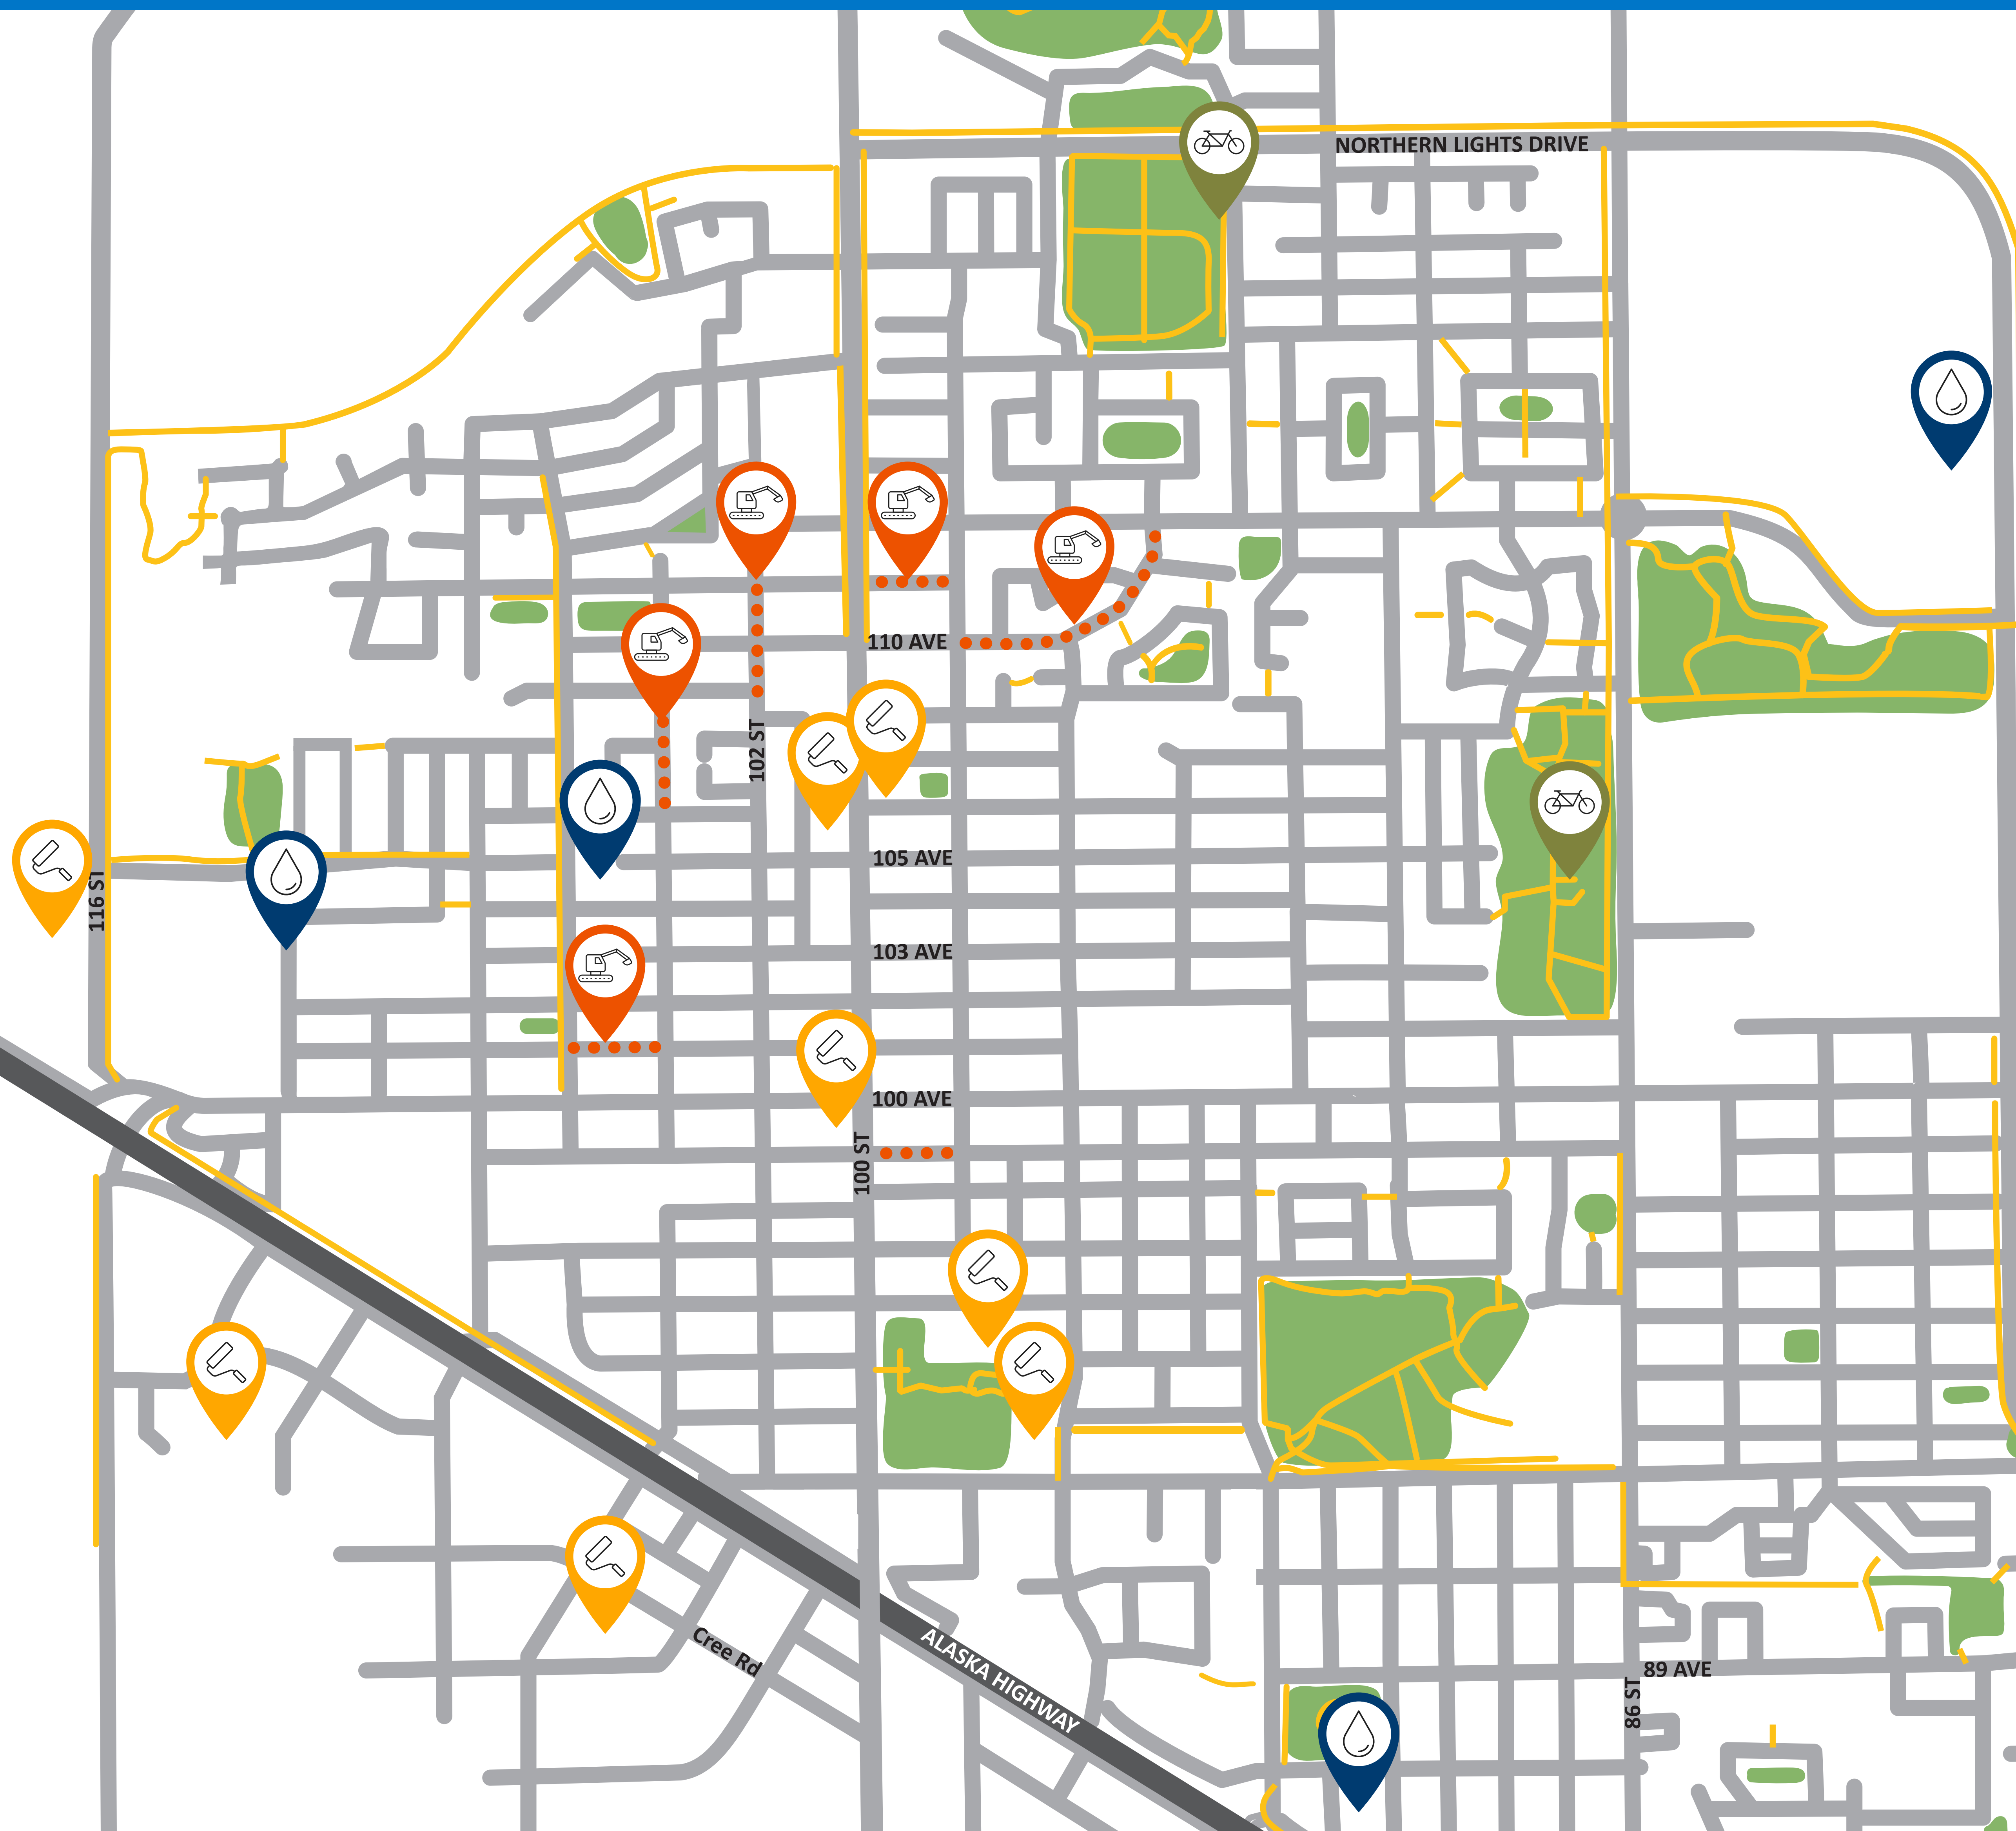 NORTHERN LIGHTS DRIVE
110 AVE
102 ST
105 AVE
116 ST
103 AVE
100 AVE
100 ST
Cree Rd
ALASKA HIGHWAY
89 AVE
86 ST